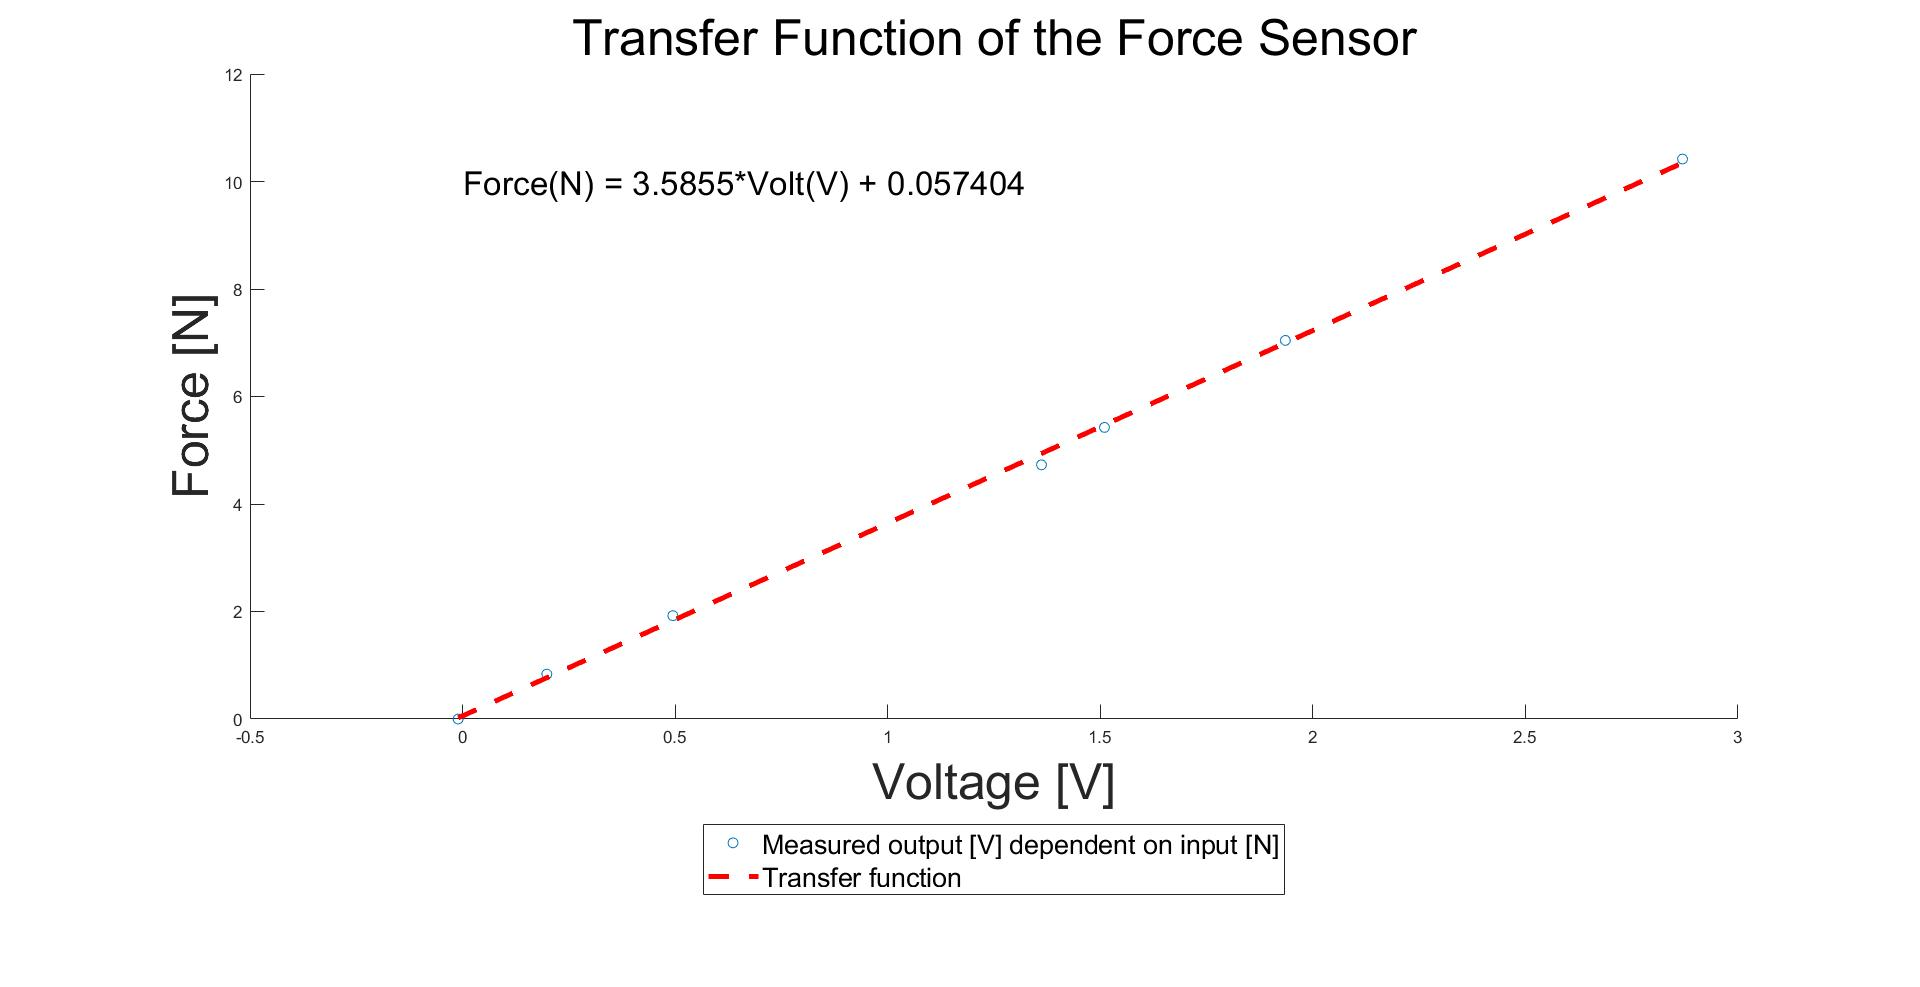 Transfer Function of the Force Sensor
12
Force(N) = 3.5855*Volt(V) + 0.057404
10
8
Force [N]
6
4
2
0
-0.5 0 0.5 1 1.5 2 2.5 3
Voltage [V]
Measured output [V] dependent on input [N]
Transfer function